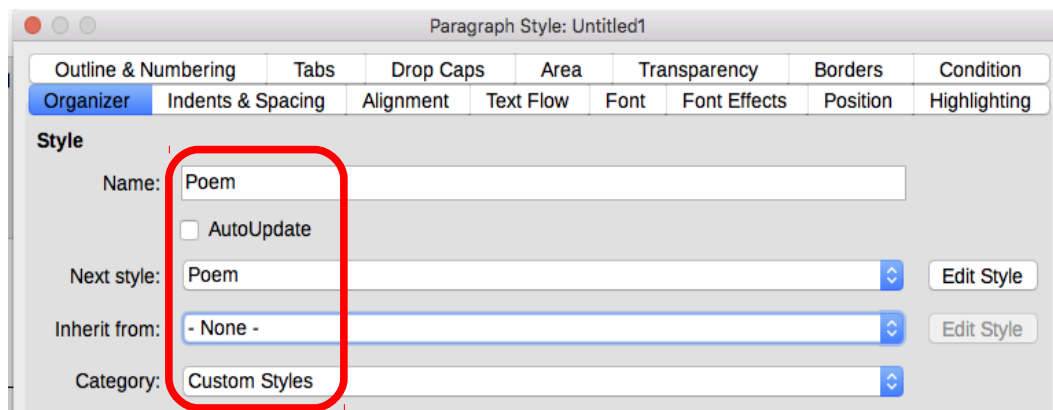 Paragraph Style: Untitled1
Outline & Numbering Tabs Drop Caps Area Transparency Borders Condition
Organizer Indents & Spacing Alignment Text Flow Font Font Effects Position Highlighting
Style
Name: Poem
AutoUpdate
Next style: Poem Edit Style
Inherit from: - None - Edit Style
Category: Custom Styles